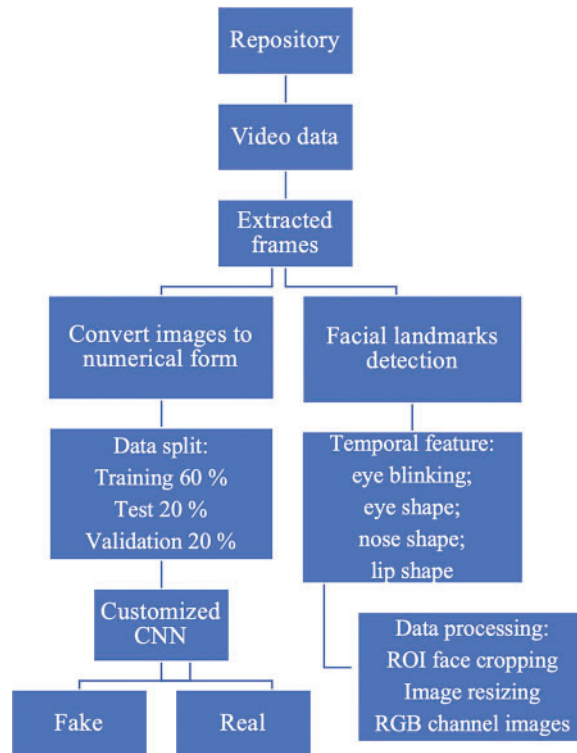 Repository
Video data
Extracted
frames
Convert images to
numerical form
Facial landmarks
detection
Data split:
Training 60 %
Test 20 %
Validation 20 %
Temporal feature:
eye blinking;
eye shape;
nose shape;
lip shape
Customized
CNN
Data processing:
ROI face cropping
Image resizing
RGB channel images
Fake
Real